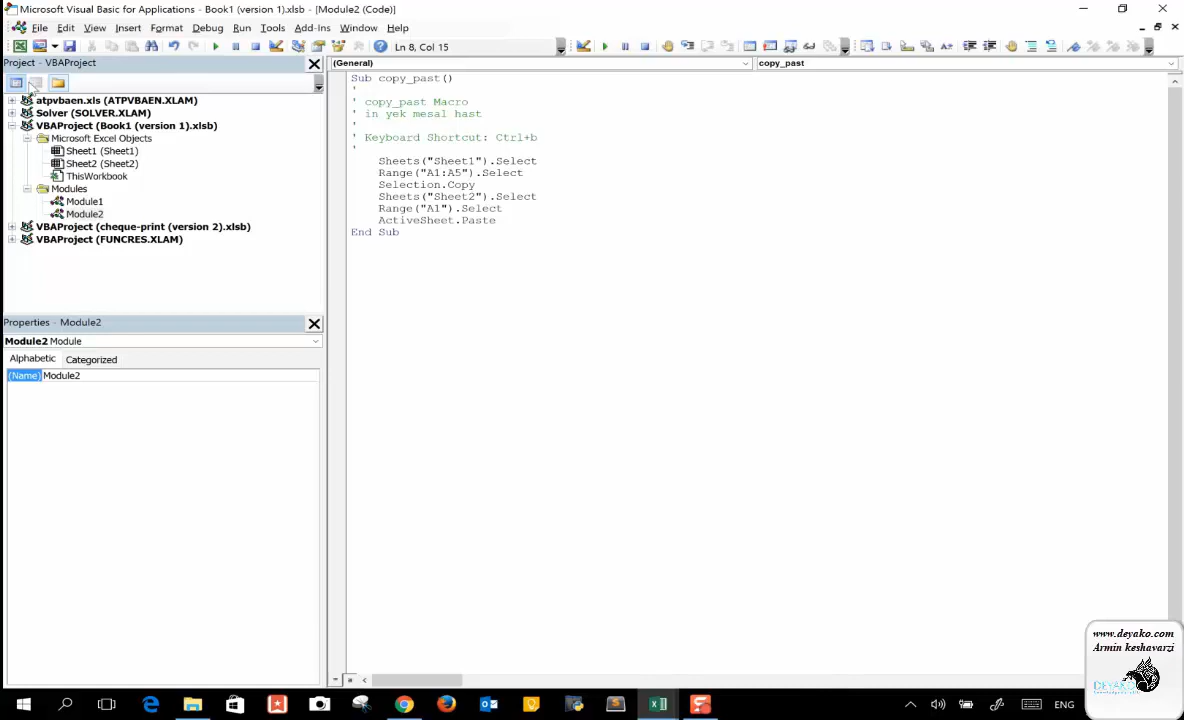 Microsoft Visual Basic for Applications - Book1 (version 1).xlsb - [Module2 (Code)]
File Edit View Insert Format Debug Run Tools Add-Ins Window Help
Ln 8, Col 15
Project - VBAProject
(General)
copy_past
atpvbaen.xls (ATPVBAEN.XLAM)
Solver (SOLVER.XLAM)
VBAProject (Book1 (version 1).xlsb)
Microsoft Excel Objects
Sheet1 (Sheet1)
Sheet2 (Sheet2)
ThisWorkbook
Modules
Module1
Module2
VBAProject (cheque-print (version 2).xlsb)
VBAProject (FUNCRES.XLAM)
Sub copy_past()
'
' copy_past Macro
' in yek mesal hast
'
' Keyboard Shortcut: Ctrl+b
'
Sheets("Sheet1").Select
Range("A1:A5").Select
Selection.Copy
Sheets("Sheet2").Select
Range("A1").Select
ActiveSheet.Paste
End Sub
Properties - Module2
Module2 Module
Alphabetic Categorized
(Name) Module2
www.deyako.com
Armin keshavarzi
DEYAKO
ENG